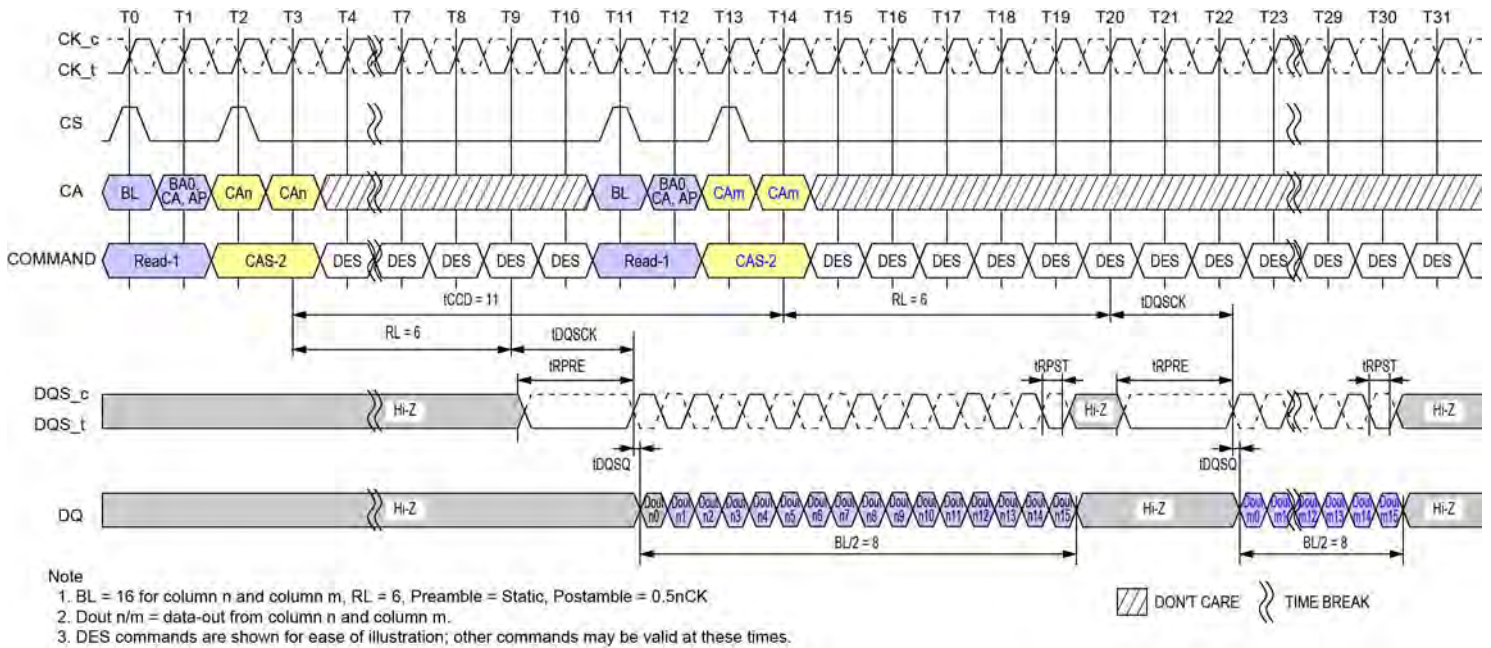 T0 T1 T2 T3 T4 T7 T8 T9 T10 T11 T12 T13 T14 T15 T16 T17 T18 T19 T20 T21 T22 T23 T29 T30 T31
CK_c
CK_t
CS
CA BL BA0, CA, AP CAn CAn BL BA0, CA, AP CAm CAm
COMMAND Read-1 CAS-2 DES DES DES DES DES Read-1 CAS-2 DES DES DES DES DES DES DES DES DES DES DES DES
tCCD = 11 RL = 6 tDQSCK
RL = 6 tDQSCK
tRPRE tRPST tRPRE tRPST
DQS_c
DQS_t
Hi-Z Hi-Z Hi-Z
tDQSQ tDQSQ
DQ Hi-Z Dout n0 Dout n1 Dout n2 Dout n3 Dout n4 Dout n5 Dout n6 Dout n7 Dout n8 Dout n9 Dout n10 Dout n11 Dout n12 Dout n13 Dout n14 Dout n15 Hi-Z Dout m0 Dout m1 Dout m12 Dout m13 Dout m14 Dout m15 Hi-Z
BL/2 = 8 BL/2 = 8
Note
1. BL = 16 for column n and column m, RL = 6, Preamble = Static, Postamble = 0.5nCK
2. Dout n/m = data-out from column n and column m.
3. DES commands are shown for ease of illustration; other commands may be valid at these times.
DON'T CARE TIME BREAK